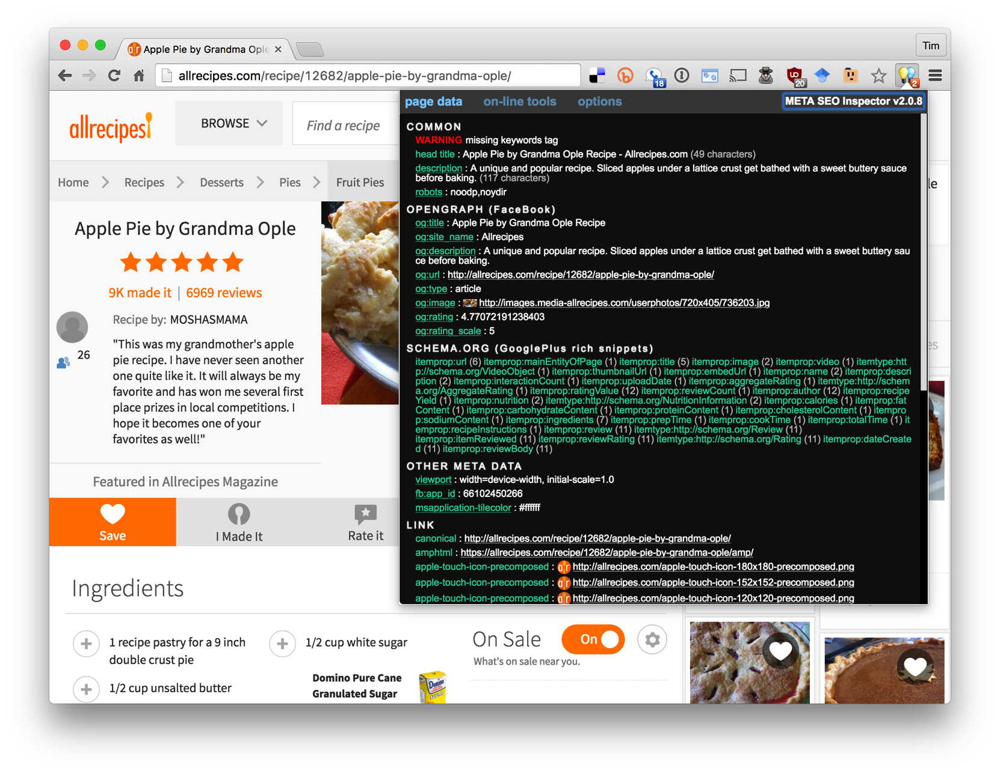 Apple Pie by Grandma Ople
Tim
allrecipes.com/recipe/12682/apple-pie-by-grandma-ople/
18
20
2
page data
on-line tools
options
META SEO Inspector v2.0.8
allrecipes
BROWSE
Find a recipe
Home
Recipes
Desserts
Pies
Fruit Pies
Apple Pie by Grandma Ople
9K made it | 6969 reviews
Recipe by: MOSHASMAMA
26
"This was my grandmother's apple
pie recipe. I have never seen another
one quite like it. It will always be my
favorite and has won me several first
place prizes in local competitions. I
hope it becomes one of your
favorites as well!"
Featured in Allrecipes Magazine
Save
I Made It
Rate it
COMMON
WARNING missing keywords tag
head title : Apple Pie by Grandma Ople Recipe - Allrecipes.com (49 characters)
description : A unique and popular recipe. Sliced apples under a lattice crust get bathed with a sweet buttery sauce
before baking. (117 characters)
robots : noodp,noydir
OPENGRAPH (FaceBook)
og:title : Apple Pie by Grandma Ople Recipe
og:site_name : Allrecipes
og:description : A unique and popular recipe. Sliced apples under a lattice crust get bathed with a sweet buttery sau
ce before baking.
og:url : http://allrecipes.com/recipe/12682/apple-pie-by-grandma-ople/
og:type : article
og:image : http://images.media-allrecipes.com/userphotos/720x405/736203.jpg
og:rating : 4.77072191238403
og:rating_scale : 5
SCHEMA.ORG (GooglePlus rich snippets)
itemprop:url (6) itemprop:mainEntityOfPage (1) itemprop:title (5) itemprop:image (2) itemprop:video (1) itemtype:htt
p://schema.org/VideoObject (1) itemprop:thumbnailUrl (1) itemprop:embedUrl (1) itemprop:name (2) itemprop:descri
ption (2) itemprop:interactionCount (1) itemprop:uploadDate (1) itemprop:aggregateRating (1) itemtype:http://schem
a.org/AggregateRating (1) itemprop:ratingValue (12) itemprop:reviewCount (1) itemprop:author (12) itemprop:recipe
Yield (1) itemprop:nutrition (2) itemtype:http://schema.org/NutritionInformation (2) itemprop:calories (1) itemprop:fat
Content (1) itemprop:carbohydrateContent (1) itemprop:proteinContent (1) itemprop:cholesterolContent (1) itempro
p:sodiumContent (1) itemprop:ingredients (7) itemprop:prepTime (1) itemprop:cookTime (1) itemprop:totalTime (1) it
emprop:recipeInstructions (1) itemprop:review (11) itemtype:http://schema.org/Review (11)
itemprop:itemReviewed (11) itemprop:reviewRating (11) itemtype:http://schema.org/Rating (11) itemprop:dateCreate
d (11) itemprop:reviewBody (11)
OTHER META DATA
viewport : width=device-width, initial-scale=1.0
fb:app_id : 66102450266
msapplication-tilecolor : #ffffff
LINK
canonical : http://allrecipes.com/recipe/12682/apple-pie-by-grandma-ople/
amphtml : https://allrecipes.com/recipe/12682/apple-pie-by-grandma-ople/amp/
apple-touch-icon-precomposed : http://allrecipes.com/apple-touch-icon-180x180-precomposed.png
apple-touch-icon-precomposed : http://allrecipes.com/apple-touch-icon-152x152-precomposed.png
apple-touch-icon-precomposed : http://allrecipes.com/apple-touch-icon-120x120-precomposed.png
Ingredients
1 recipe pastry for a 9 inch
double crust pie
1/2 cup unsalted butter
1/2 cup white sugar
Domino Pure Cane
Granulated Sugar
Domino
SUGAR
On Sale
On
What's on sale near you.